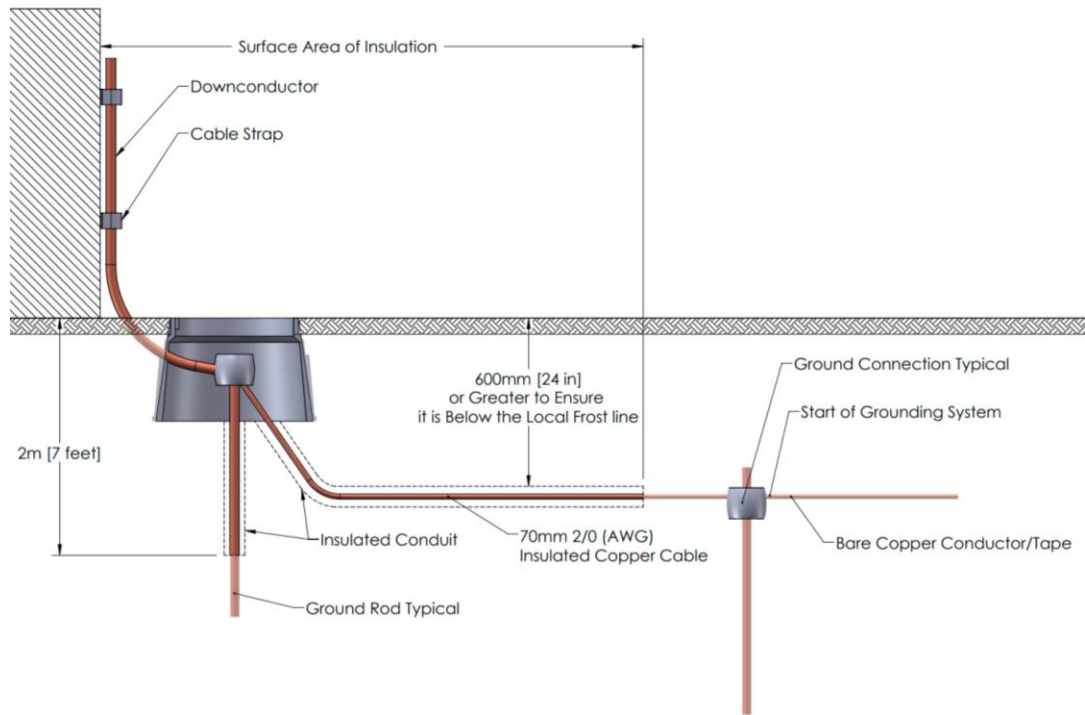 Surface Area of Insulation
Downconductor
Cable Strap
600mm [24 in]
or Greater to Ensure
it is Below the Local Frost line
Ground Connection Typical
Start of Grounding System
2m [7 feet]
Insulated Conduit
70mm 2/0 (AWG)
Insulated Copper Cable
Bare Copper Conductor/Tape
Ground Rod Typical